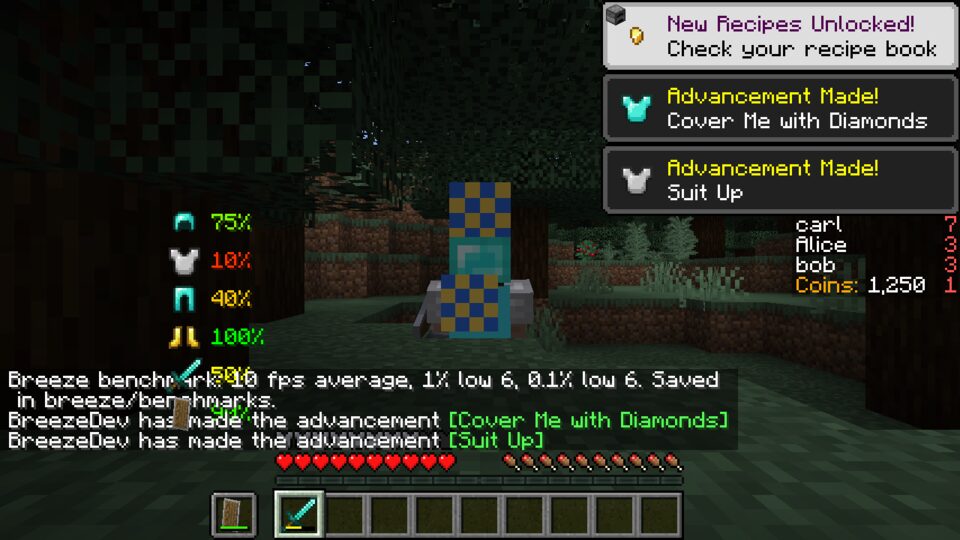 New Recipes Unlocked!
Check your recipe book
Advancement Made!
Cover Me with Diamonds
Advancement Made!
Suit Up
75%
10%
40%
100%
50%
carl 7
Alice 3
bob 3
Coins: 1,250 1
Breeze benchmark: 10 fps average, 1% low 6, 0.1% low 6. Saved
in breeze/benchmarks.
BreezeDev has made the advancement [Cover Me with Diamonds]
BreezeDev has made the advancement [Suit Up]